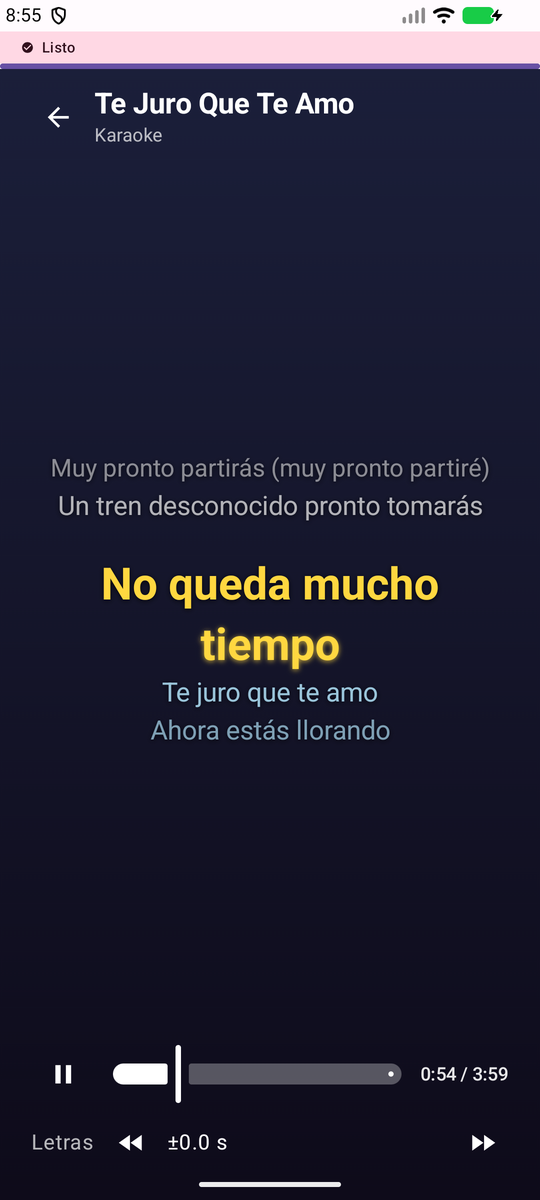 8:55
Listo
Te Juro Que Te Amo
Karaoke
Muy pronto partirás (muy pronto partiré)
Un tren desconocido pronto tomarás
No queda mucho
tiempo
Te juro que te amo
Ahora estás llorando
0:54 / 3:59
Letras ±0.0 s